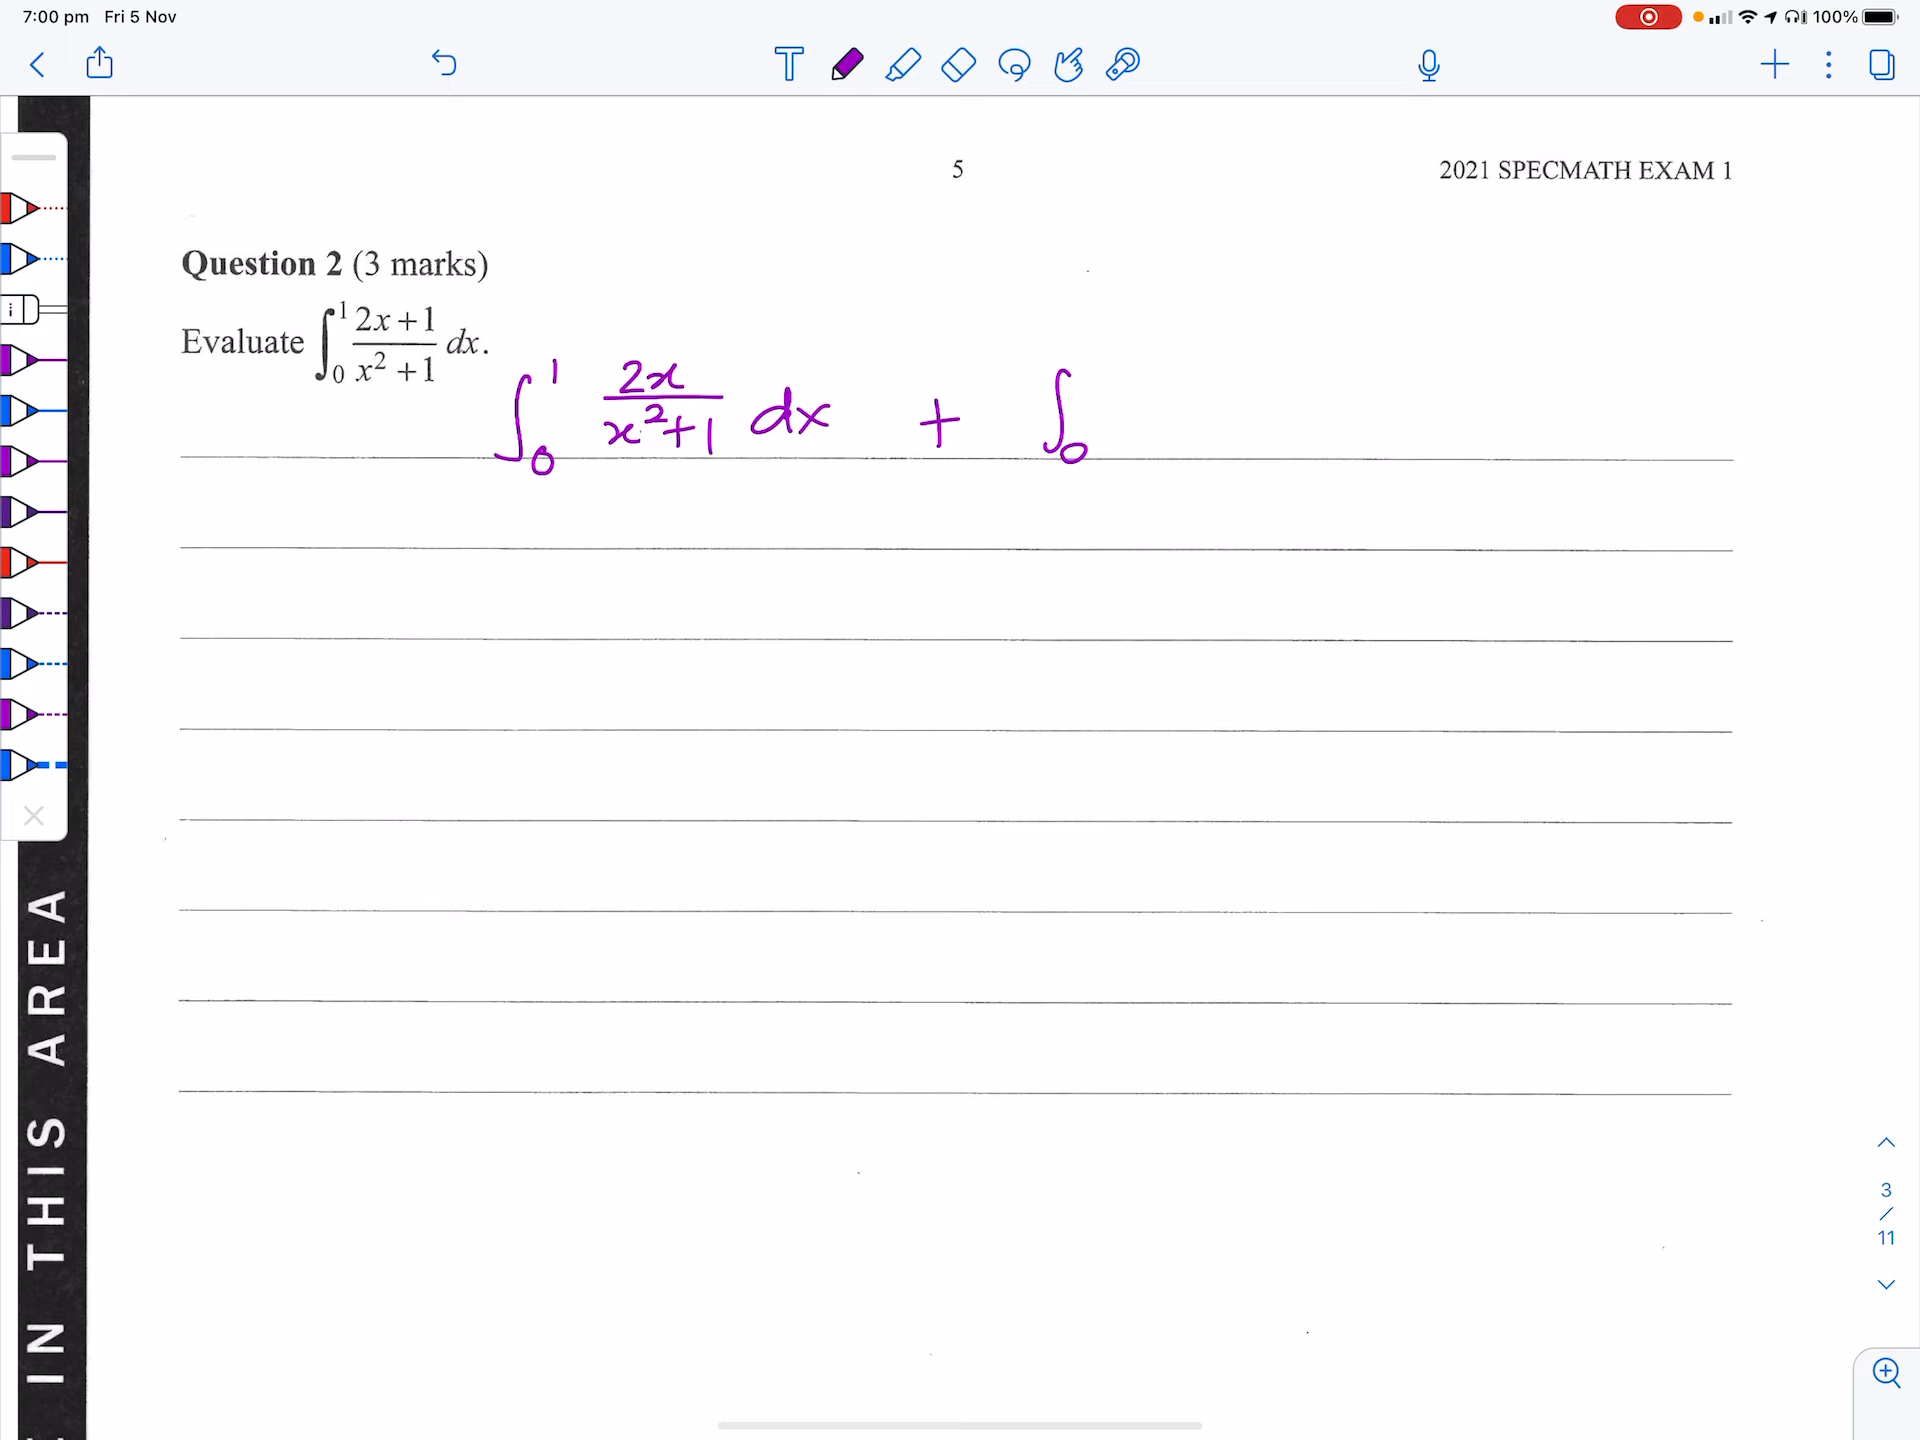 7:00 pm Fri 5 Nov 100%
5 2021 SPECMATH EXAM 1
Question 2 (3 marks)
Evaluate ∫₀¹ (2x + 1)/(x² + 1) dx.
∫₀¹ 2x/(x²+1) dx + ∫₀
IN THIS AREA
3
/
11